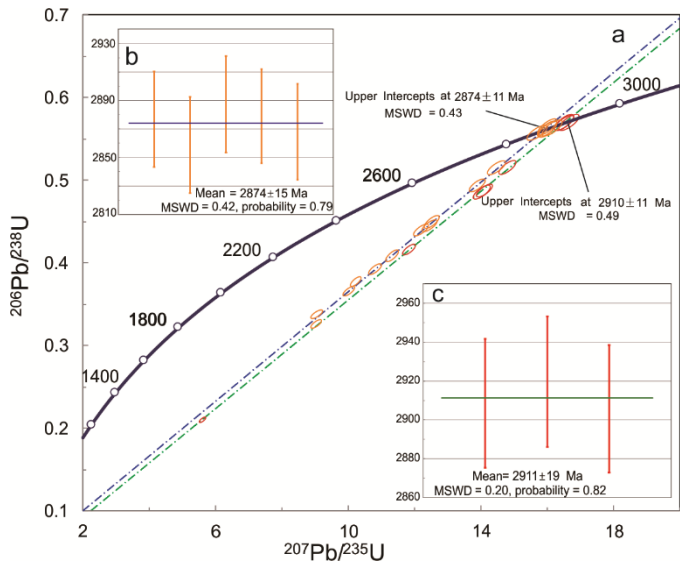 0.7
0.6
0.5
0.4
0.3
0.2
0.1
206Pb/238U
2 6 10 14 18
207Pb/235U
a
1400
1800
2200
2600
3000
Upper Intercepts at 2874±11 Ma
MSWD = 0.43
Upper Intercepts at 2910±11 Ma
MSWD = 0.49
b
2930
2890
2850
2810
Mean = 2874±15 Ma
MSWD = 0.42, probability = 0.79
c
2960
2940
2920
2900
2880
2860
Mean= 2911±19 Ma
MSWD = 0.20, probability = 0.82